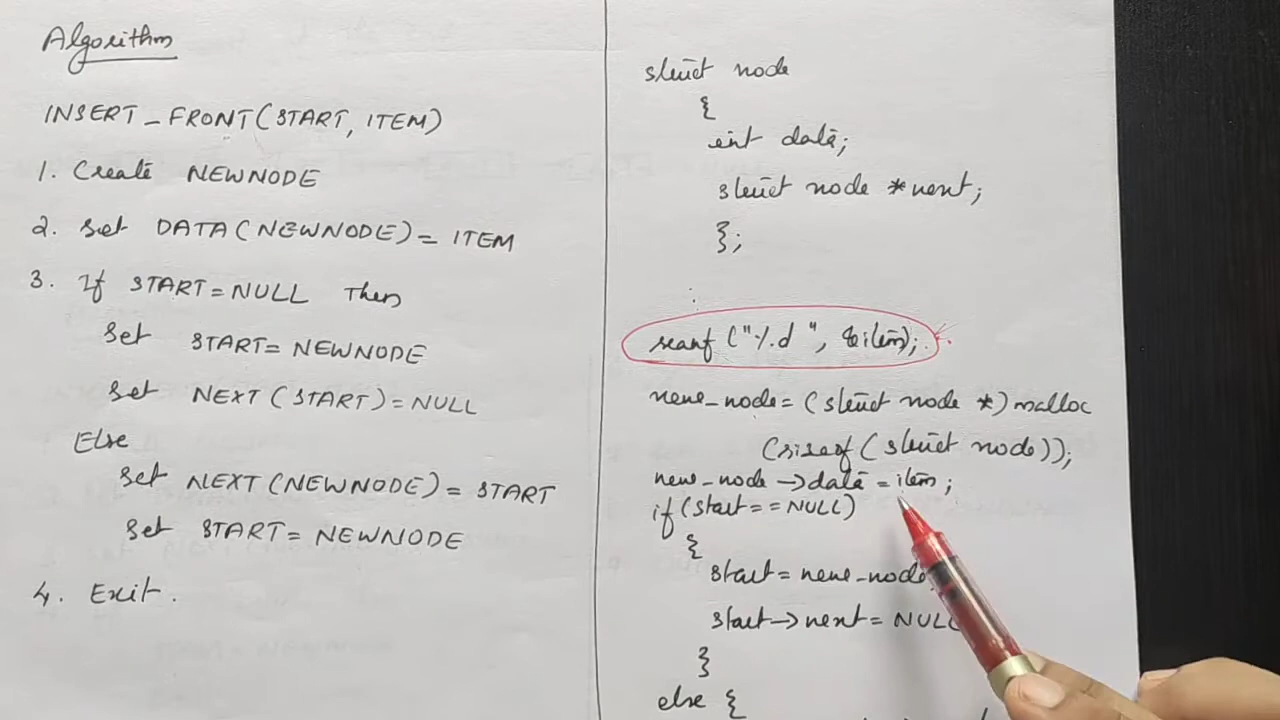 Algorithm
INSERT_FRONT(START, ITEM)
1. Create NEWNODE
2. Set DATA(NEWNODE) = ITEM
3. If START=NULL Then
Set START= NEWNODE
Set NEXT(START)=NULL
Else
Set NEXT(NEWNODE) = START
Set START= NEWNODE
4. Exit.
struct node
{
int data;
struct node *next;
};
scanf ("%d", &item);
new_node= (struct node *) malloc
(sizeof (struct node));
new_node->data = item;
if (start==NULL)
{
start= new_node
start->next= NULL
}
else {